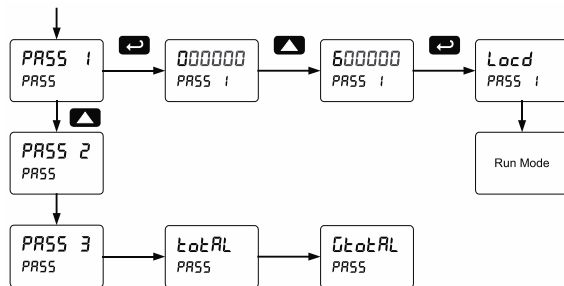 PASS 1
PASS
000000
PASS 1
600000
PASS 1
Locd
PASS 1
PASS 2
PASS
Run Mode
PASS 3
PASS
totAL
PASS
GtotAL
PASS